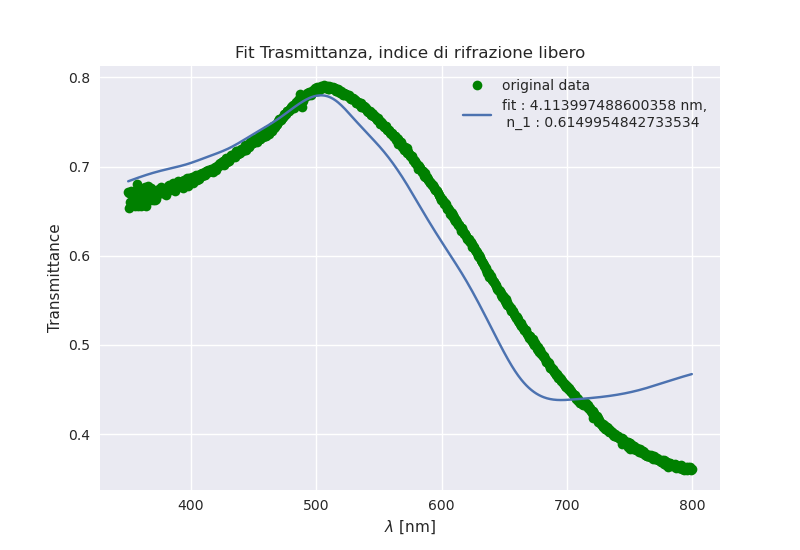 Fit Trasmittanza, indice di rifrazione libero
original data
fit : 4.113997488600358 nm,
n_1 : 0.6149954842733534
Transmittance
0.8
0.7
0.6
0.5
0.4
400 500 600 700 800
λ [nm]